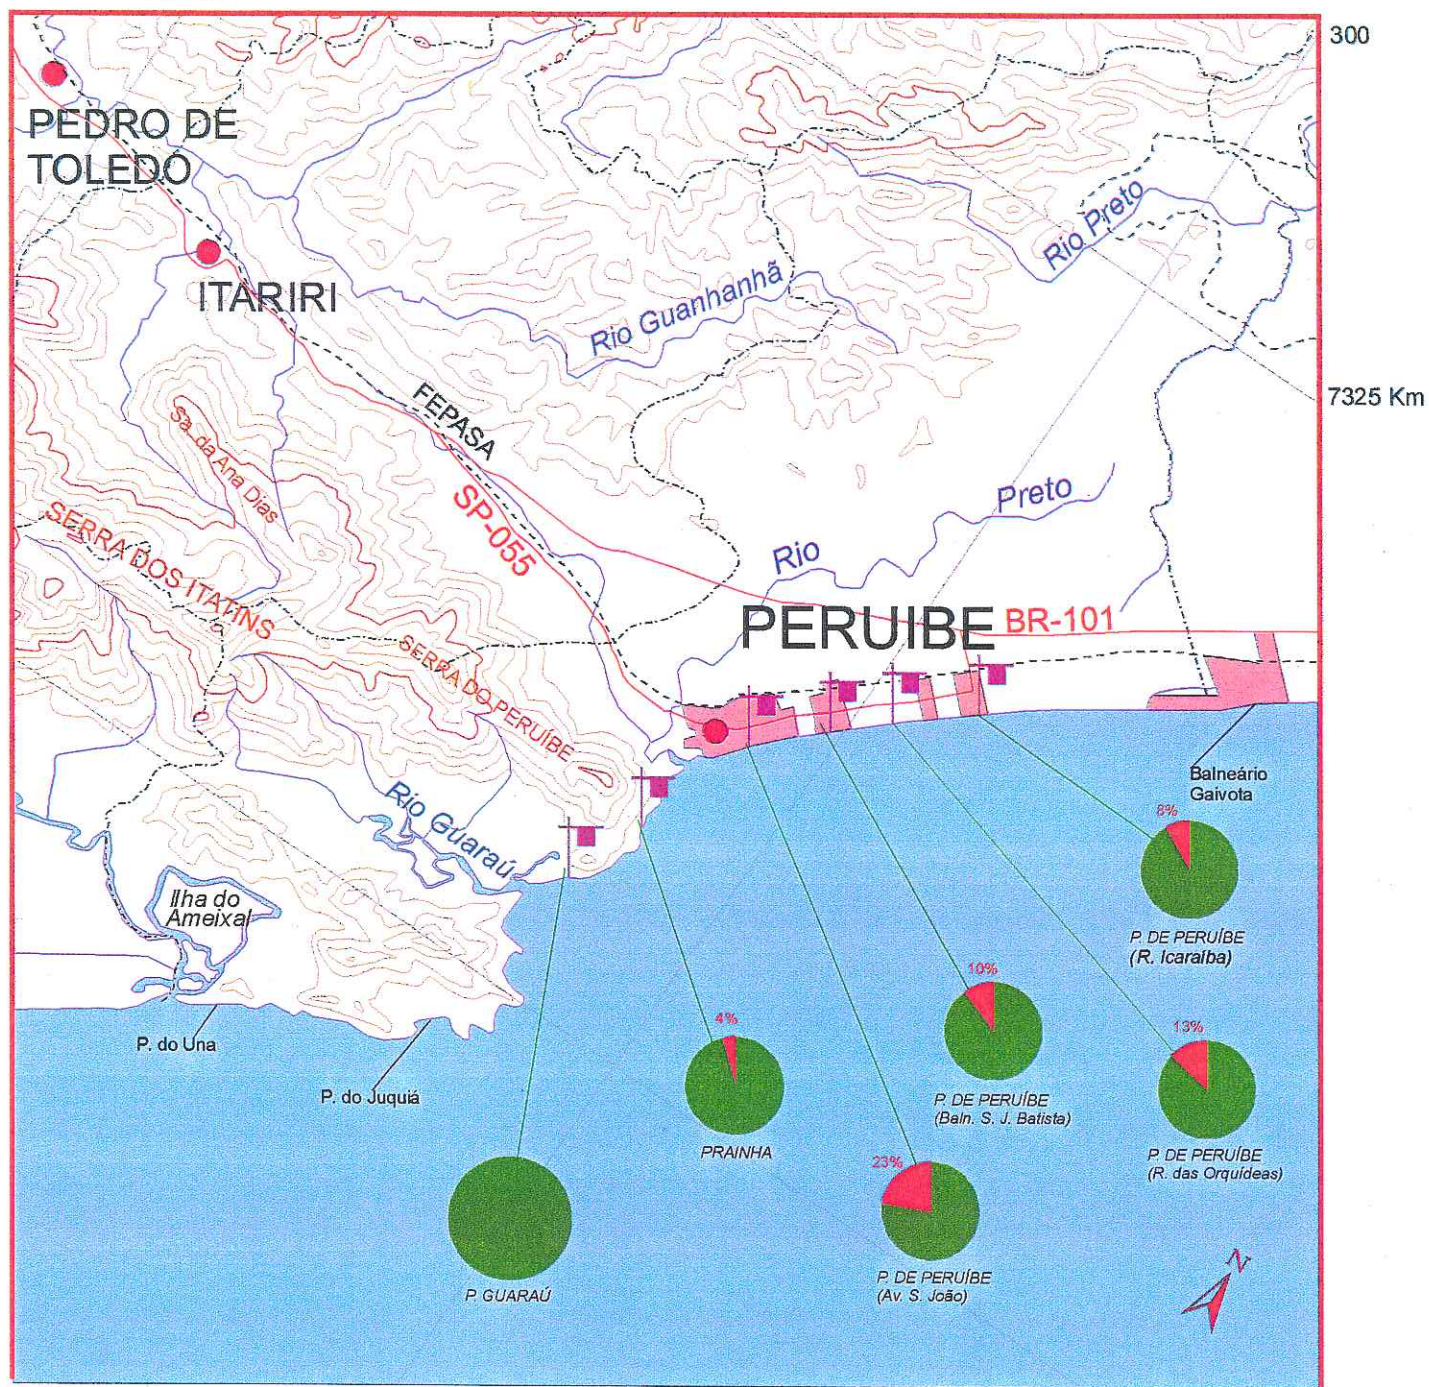 300
PEDRO DE
TOLEDO
Rio Preto
ITARIRI
Rio Guanhanhã
7325 Km
FEPASA
Sa. da Ana Dias
SP-055
Rio Preto
SERRA DOS ITATINS
PERUIBE
BR-101
SERRA DO PERUÍBE
Balneário
Gaivota
Rio Guaraú
8%
Ilha do
Ameixal
P. DE PERUÍBE
(R. Icaraíba)
10%
4%
13%
P. do Una
P. do Juquiá
P. DE PERUÍBE
(Baln. S. J. Batista)
PRAINHA
P. DE PERUÍBE
(R. das Orquídeas)
23%
P. DE PERUÍBE
(Av. S. João)
P. GUARAÚ
N